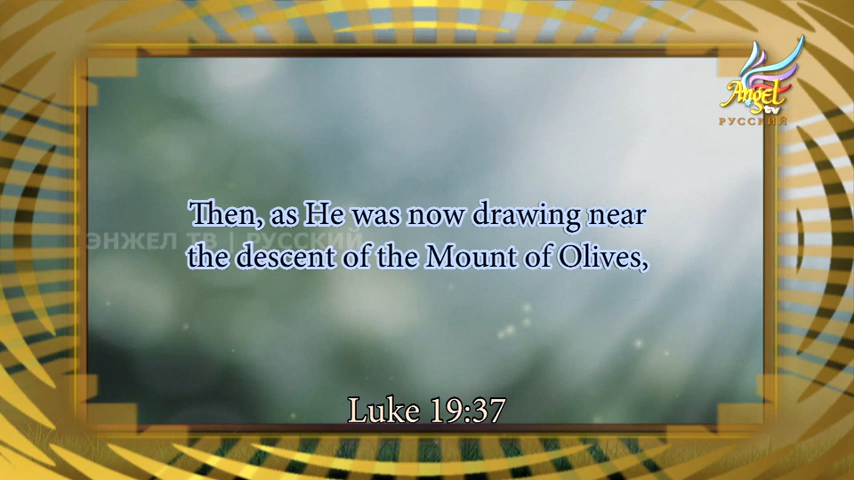 Angel
tv
РУССКИЙ
Then, as He was now drawing near
ЭНЖЕЛ ТВ | РУССКИЙ
the descent of the Mount of Olives,
Luke 19:37